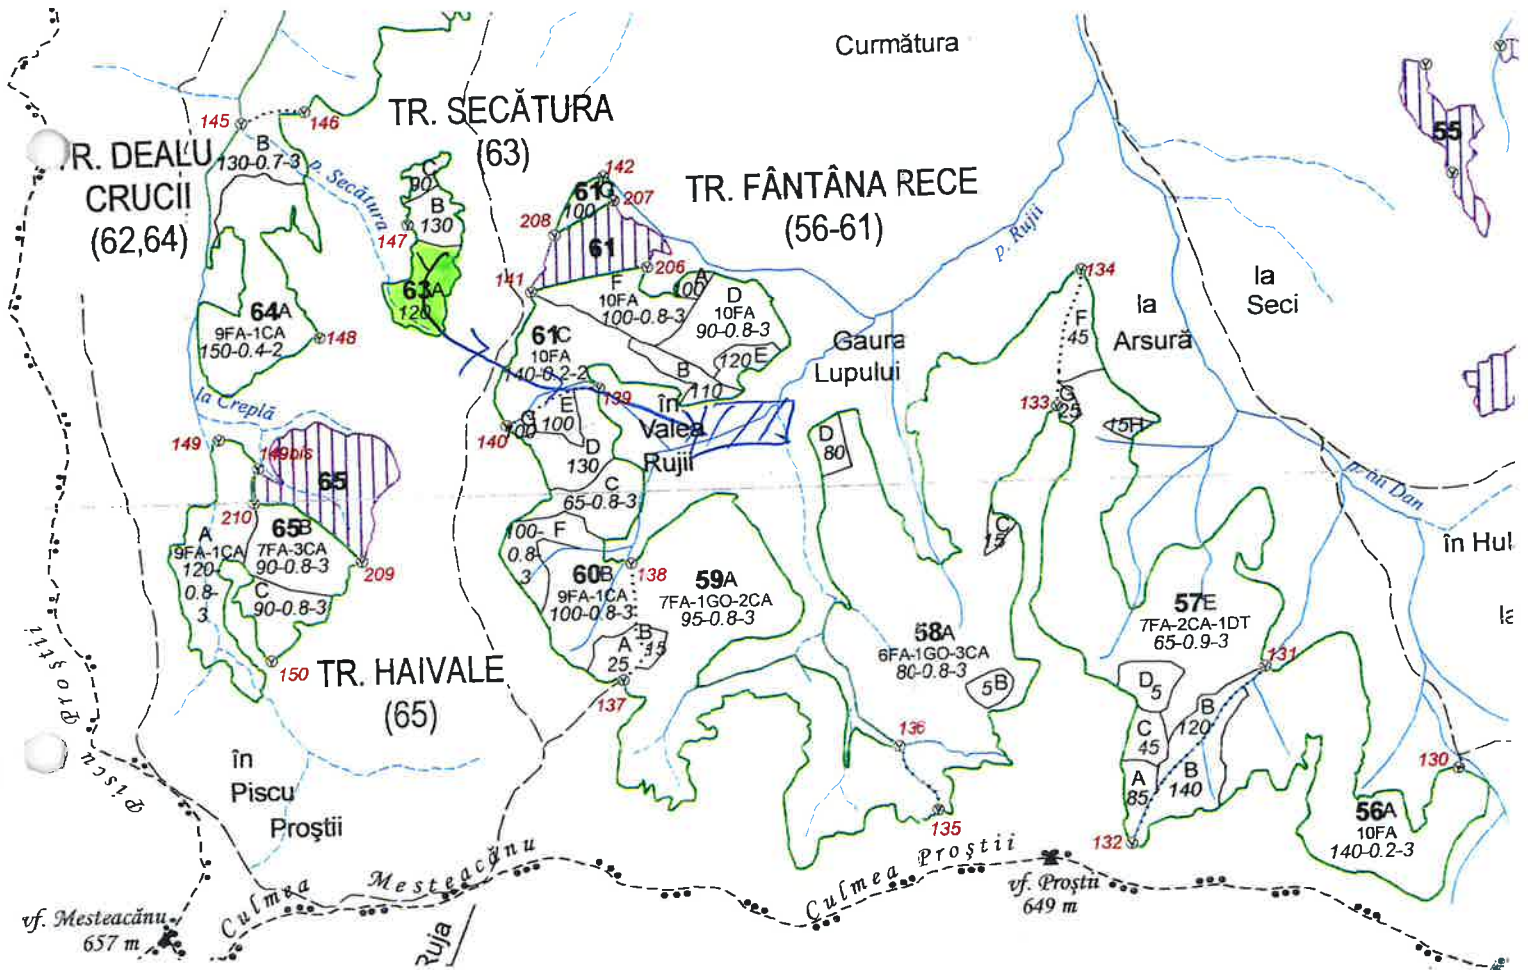 Curmătura
55
TR. SECĂTURA
(63)
145
146
B
130-0.7-3
TR. DEALU
CRUCII
(62,64)
p. Secătura
C
90
B
130
147
63A
120
142
61G
100
207
208
61
206
141
TR. FÂNTÂNA RECE
(56-61)
p. Rujii
134
la
Seci
la
Arsură
F
45
F
10FA
100-0.8-3
A
100
D
10FA
90-0.8-3
64A
9FA-1CA
150-0.4-2
148
61C
10FA
140-0.2-2
B
110
120E
Gaura
Lupului
139
la Creplă
149
149bis
140
G
100
E
100
D
130
în
Valea
Rujii
D
80
133
G
25
15H
p. lui Dan
65
210
C
65-0.8-3
C
15
A
9FA-1CA
120-
0.8-
3
65B
7FA-3CA
90-0.8-3
209
C
90-0.8-3
F
100-
0.8-
3
60B
9FA-1CA
100-0.8-3
138
59A
7FA-1GO-2CA
95-0.8-3
în Hul
la
57E
7FA-2CA-1DT
65-0.9-3
58A
6FA-1GO-3CA
80-0.8-3
5B
A
25
B
15
137
150
TR. HAIVALE
(65)
131
D5
B
120
C
45
136
130
A
85
B
140
135
132
56A
10FA
140-0.2-3
Piscu Proștii
în
Piscu
Proștii
Culmea Mesteacănu
Culmea Proștii
vf. Proștu
649 m
vf. Mesteacănu
657 m
Ruja